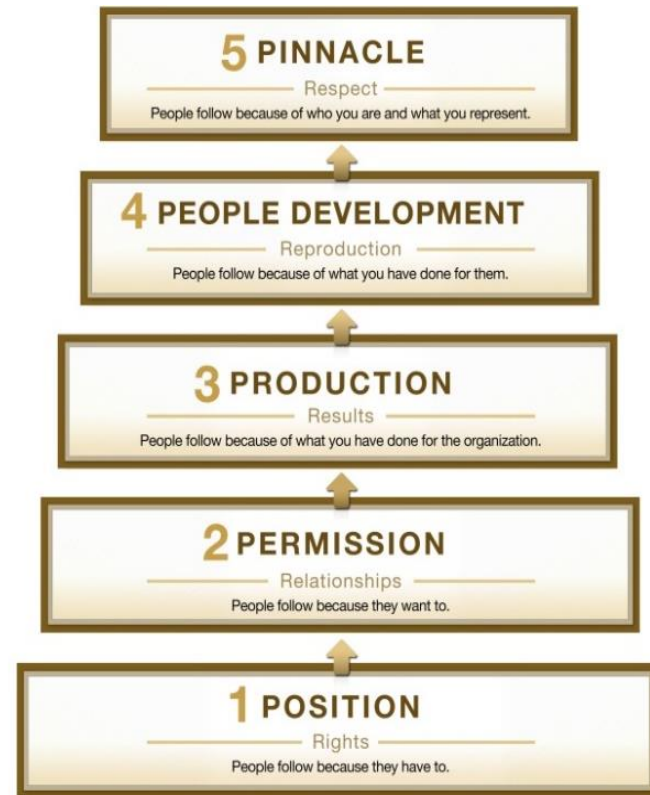 5 PINNACLE
Respect
People follow because of who you are and what you represent.
4 PEOPLE DEVELOPMENT
Reproduction
People follow because of what you have done for them.
3 PRODUCTION
Results
People follow because of what you have done for the organization.
2 PERMISSION
Relationships
People follow because they want to.
1 POSITION
Rights
People follow because they have to.